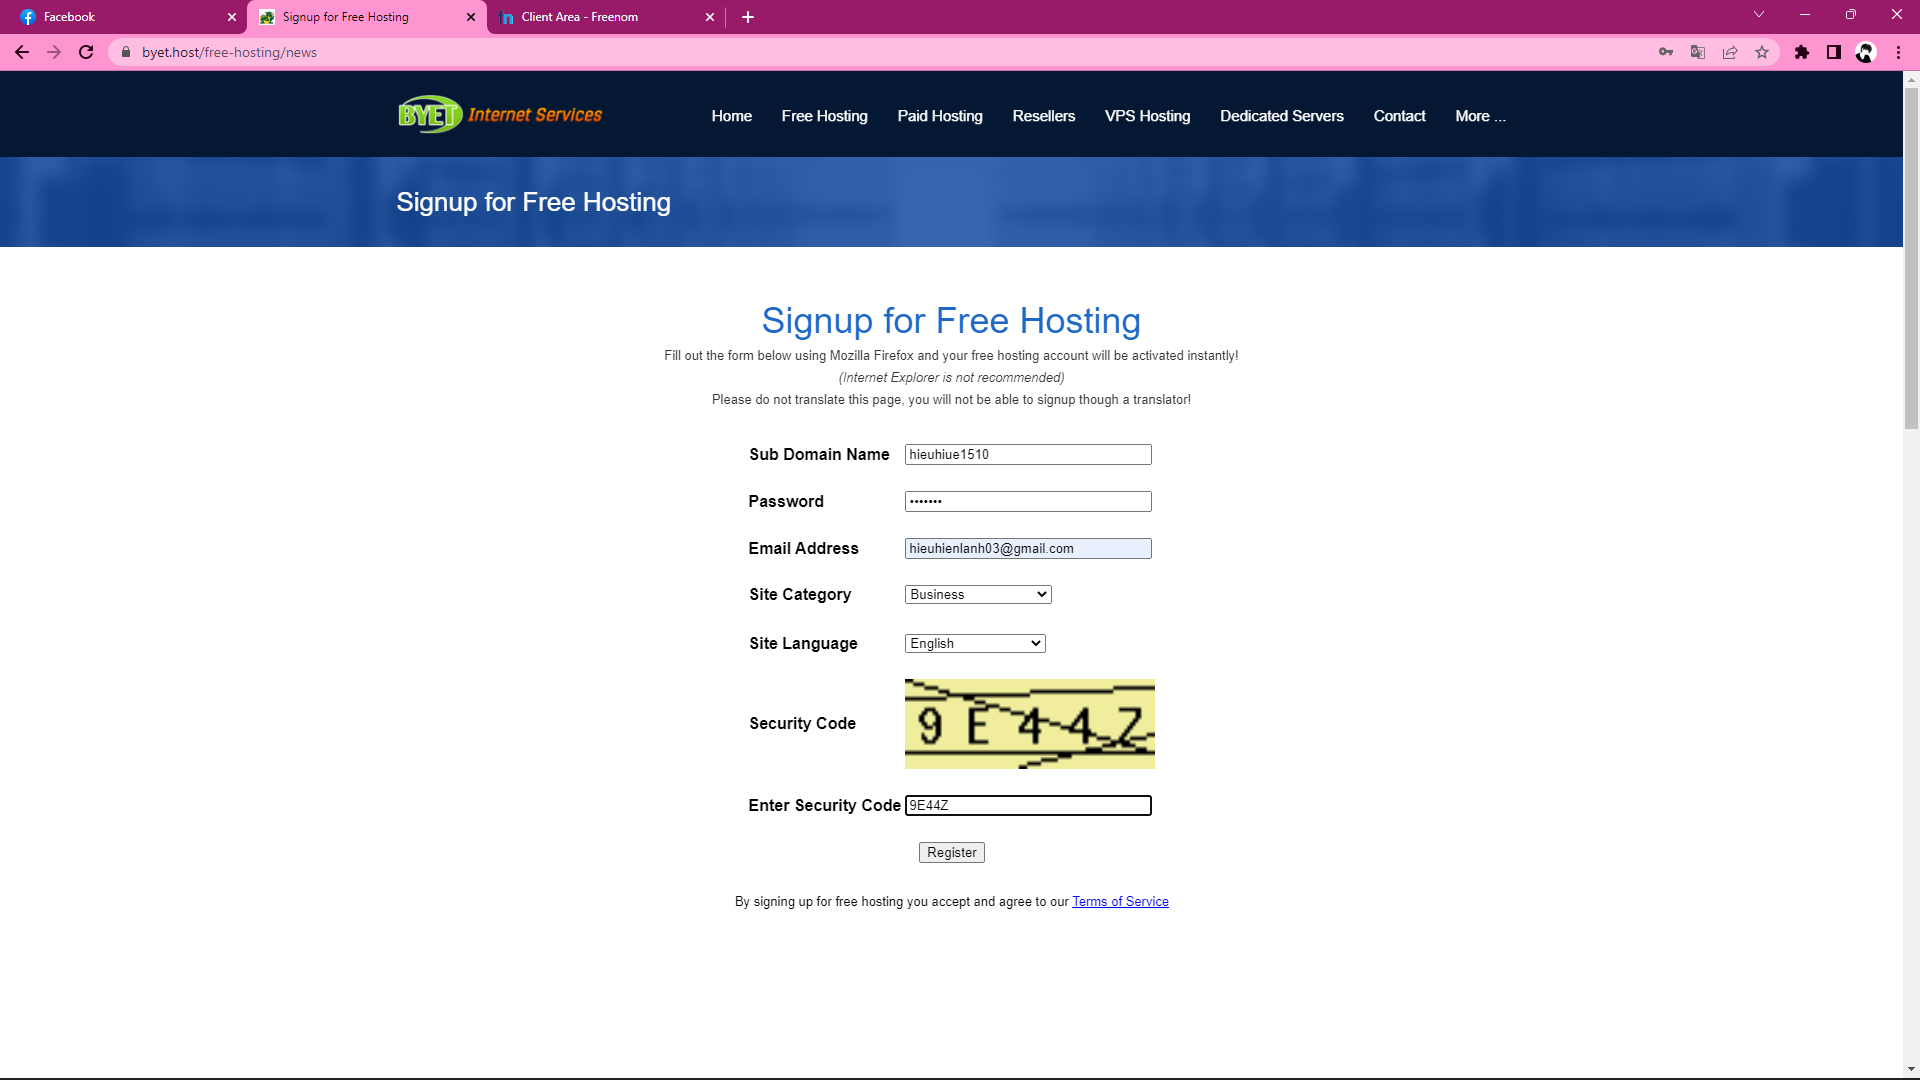 Facebook
Signup for Free Hosting
fn Client Area - Freenom
byet.host/free-hosting/news
BYET Internet Services
Home Free Hosting Paid Hosting Resellers VPS Hosting Dedicated Servers Contact More ...
Signup for Free Hosting
Signup for Free Hosting
Fill out the form below using Mozilla Firefox and your free hosting account will be activated instantly!
(Internet Explorer is not recommended)
Please do not translate this page, you will not be able to signup though a translator!
Sub Domain Name hieuhiue1510
Password •••••••
Email Address hieuhienlanh03@gmail.com
Site Category Business
Site Language English
Security Code 9E44Z
Enter Security Code 9E44Z
Register
By signing up for free hosting you accept and agree to our Terms of Service